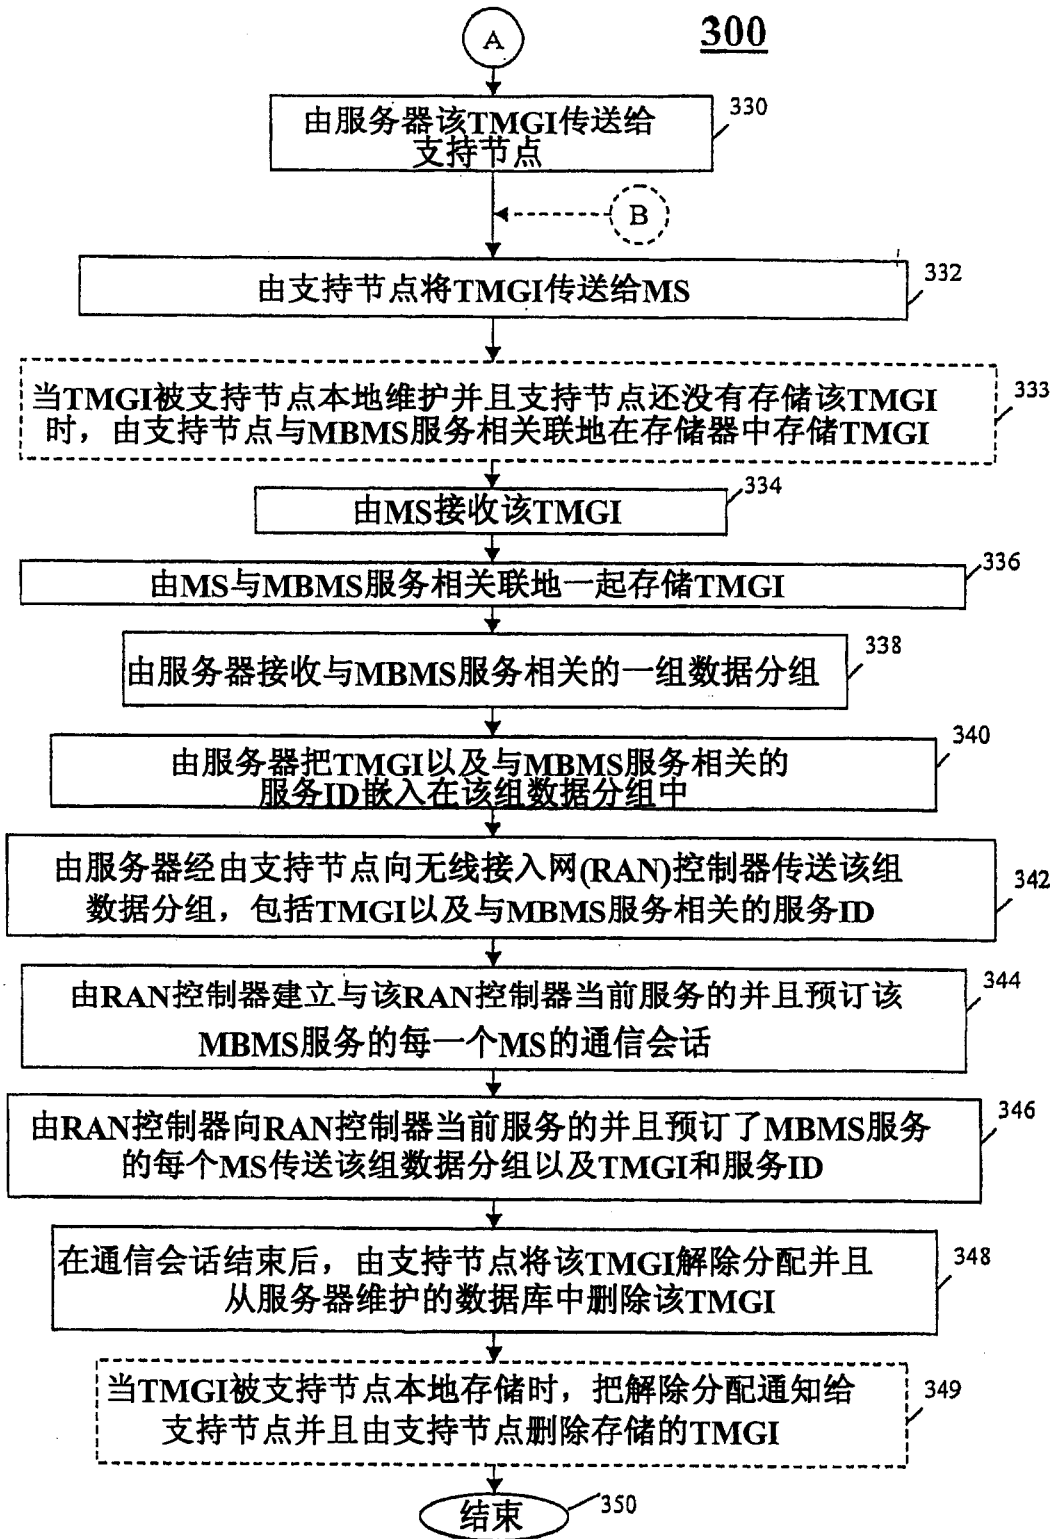 300
A
由服务器该TMGI传送给
支持节点
330
B
由支持节点将TMGI传送给MS
332
当TMGI被支持节点本地维护并且支持节点还没有存储该TMGI
时，由支持节点与MBMS服务相关联地在存储器中存储TMGI
333
由MS接收该TMGI
334
由MS与MBMS服务相关联地一起存储TMGI
336
由服务器接收与MBMS服务相关的一组数据分组
338
由服务器把TMGI以及与MBMS服务相关的
服务ID嵌入在该组数据分组中
340
由服务器经由支持节点向无线接入网(RAN)控制器传送该组
数据分组，包括TMGI以及与MBMS服务相关的服务ID
342
由RAN控制器建立与该RAN控制器当前服务的并且预订该
MBMS服务的每一个MS的通信会话
344
由RAN控制器向RAN控制器当前服务的并且预订了MBMS服务
的每个MS传送该组数据分组以及TMGI和服务ID
346
在通信会话结束后，由支持节点将该TMGI解除分配并且
从服务器维护的数据库中删除该TMGI
348
当TMGI被支持节点本地存储时，把解除分配通知给
支持节点并且由支持节点删除存储的TMGI
349
结束
350